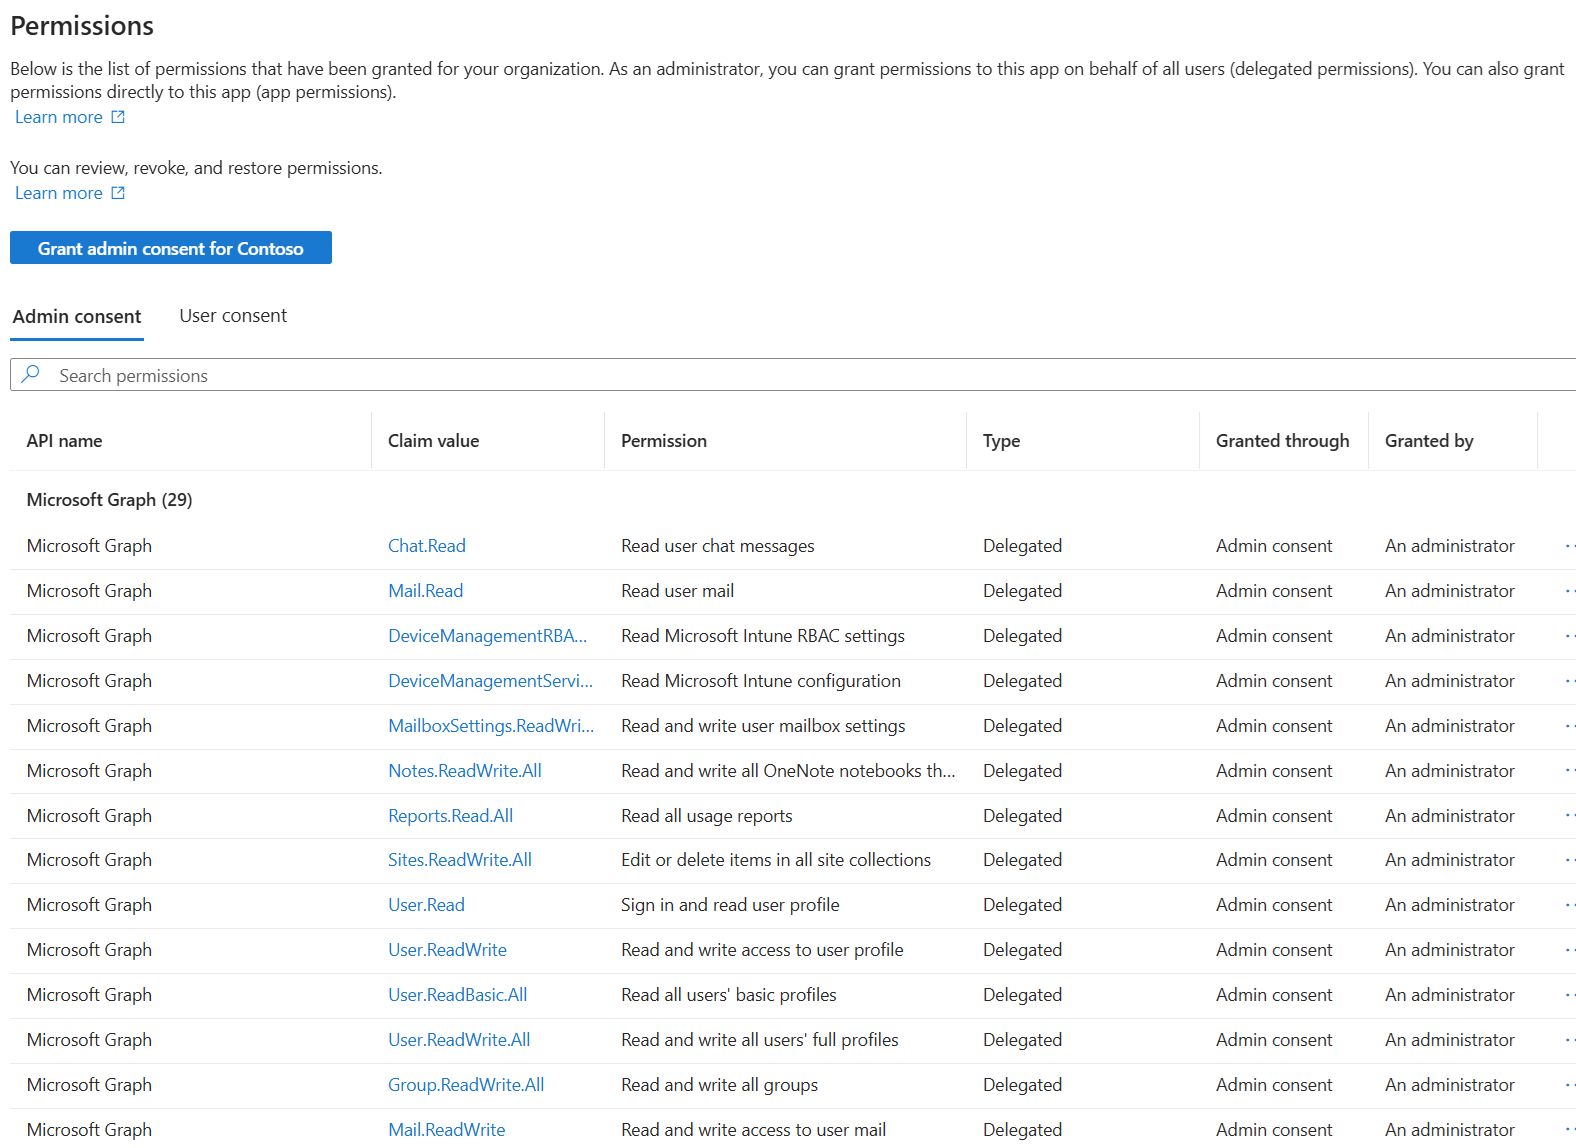 Permissions
Below is the list of permissions that have been granted for your organization. As an administrator, you can grant permissions to this app on behalf of all users (delegated permissions). You can also grant
permissions directly to this app (app permissions).
Learn more
You can review, revoke, and restore permissions.
Learn more
Grant admin consent for Contoso
Admin consent User consent
Search permissions
API name Claim value Permission Type Granted through Granted by
Microsoft Graph (29)
Microsoft Graph Chat.Read Read user chat messages Delegated Admin consent An administrator
Microsoft Graph Mail.Read Read user mail Delegated Admin consent An administrator
Microsoft Graph DeviceManagementRBA... Read Microsoft Intune RBAC settings Delegated Admin consent An administrator
Microsoft Graph DeviceManagementServi... Read Microsoft Intune configuration Delegated Admin consent An administrator
Microsoft Graph MailboxSettings.ReadWri... Read and write user mailbox settings Delegated Admin consent An administrator
Microsoft Graph Notes.ReadWrite.All Read and write all OneNote notebooks th... Delegated Admin consent An administrator
Microsoft Graph Reports.Read.All Read all usage reports Delegated Admin consent An administrator
Microsoft Graph Sites.ReadWrite.All Edit or delete items in all site collections Delegated Admin consent An administrator
Microsoft Graph User.Read Sign in and read user profile Delegated Admin consent An administrator
Microsoft Graph User.ReadWrite Read and write access to user profile Delegated Admin consent An administrator
Microsoft Graph User.ReadBasic.All Read all users' basic profiles Delegated Admin consent An administrator
Microsoft Graph User.ReadWrite.All Read and write all users' full profiles Delegated Admin consent An administrator
Microsoft Graph Group.ReadWrite.All Read and write all groups Delegated Admin consent An administrator
Microsoft Graph Mail.ReadWrite Read and write access to user mail Delegated Admin consent An administrator